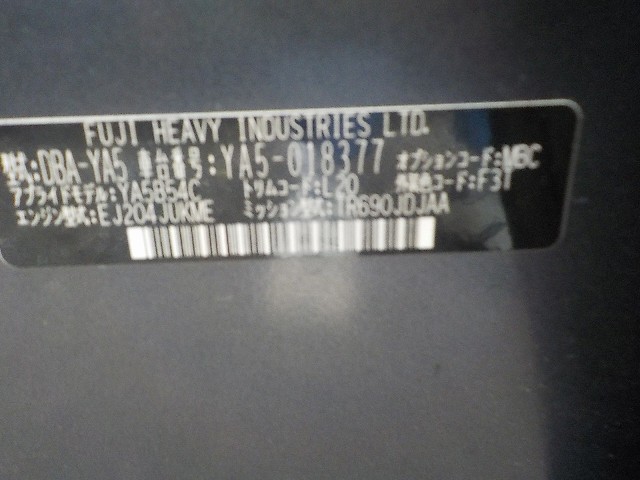 FUJI HEAVY INDUSTRIES LTD.
型式:DBA-YA5 車台番号:YA5-018377 オプションコード:MBC
アプライドモデル:YA5B54C トリムコード:L20 外装色コード:F3T
エンジン型式:EJ204JUKME ミッション型式:TR690JDJAA